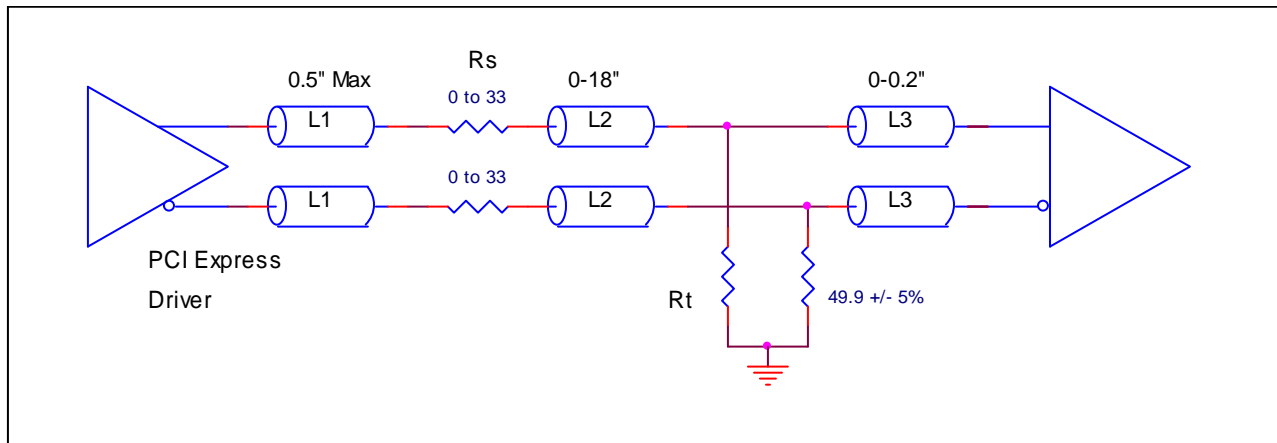 Rs
0.5" Max
0 to 33
0-18"
0-0.2"
L1
L2
L3
0 to 33
L1
L2
L3
PCI Express
Driver
Rt
49.9 +/- 5%